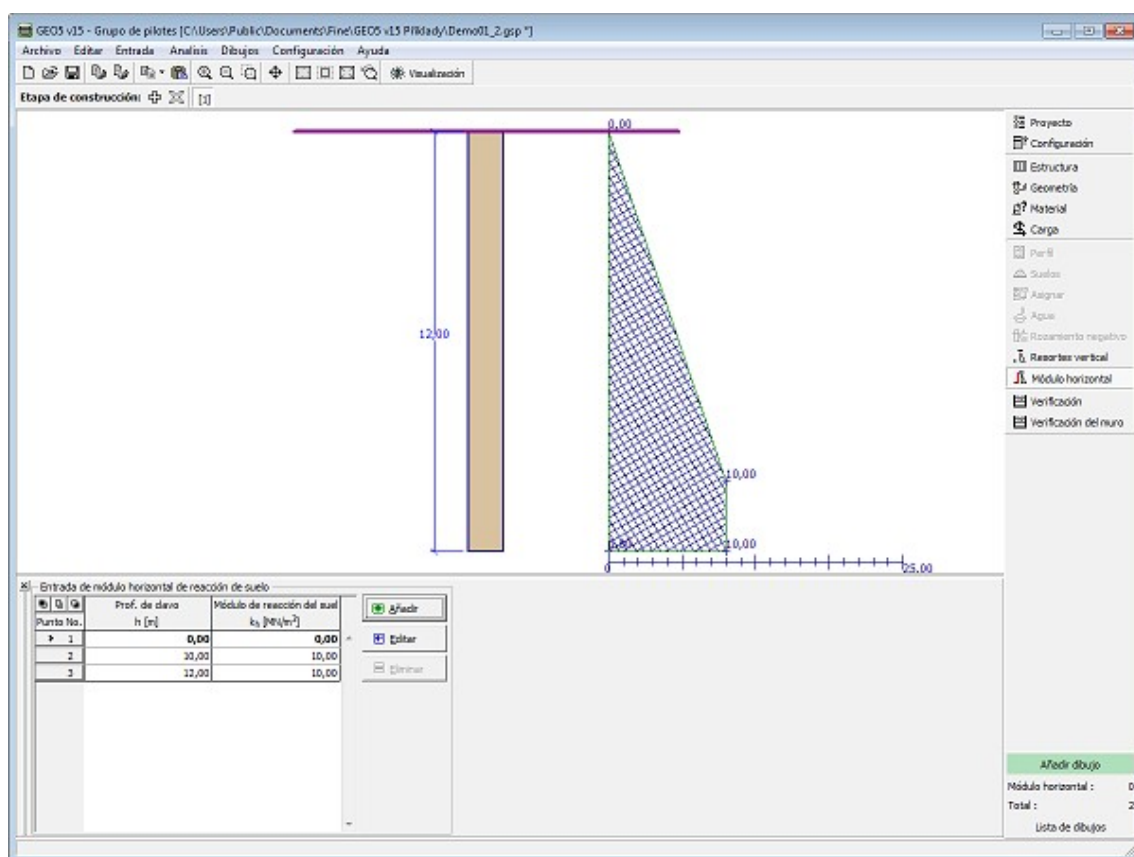 GEO5 v15 - Grupo de pilotes [C:\Users\Public\Documents\Fine\GEO5 v15 Příklady\Demo01_2.gsp *]
Archivo Editar Entrada Analisis Dibujos Configuración Ayuda
Visualización
Etapa de construcción: [1]
0,00
12,00
10,00
10,00
0
25,00
Proyecto
Configuración
Estructura
Geometría
Material
Carga
Perfil
Suelos
Asignar
Agua
Rozamiento negativo
Resortes vertical
Módulo horizontal
Verificación
Verificación del muro
Entrada de módulo horizontal de reacción de suelo
Prof. de clavo Módulo de reacción del suel
Punto No. h [m] kh [MN/m³]
1 0,00 0,00
2 10,00 10,00
3 12,00 10,00
Añadir
Editar
Eliminar
Añadir dibujo
Módulo horizontal : 0
Total : 2
Lista de dibujos